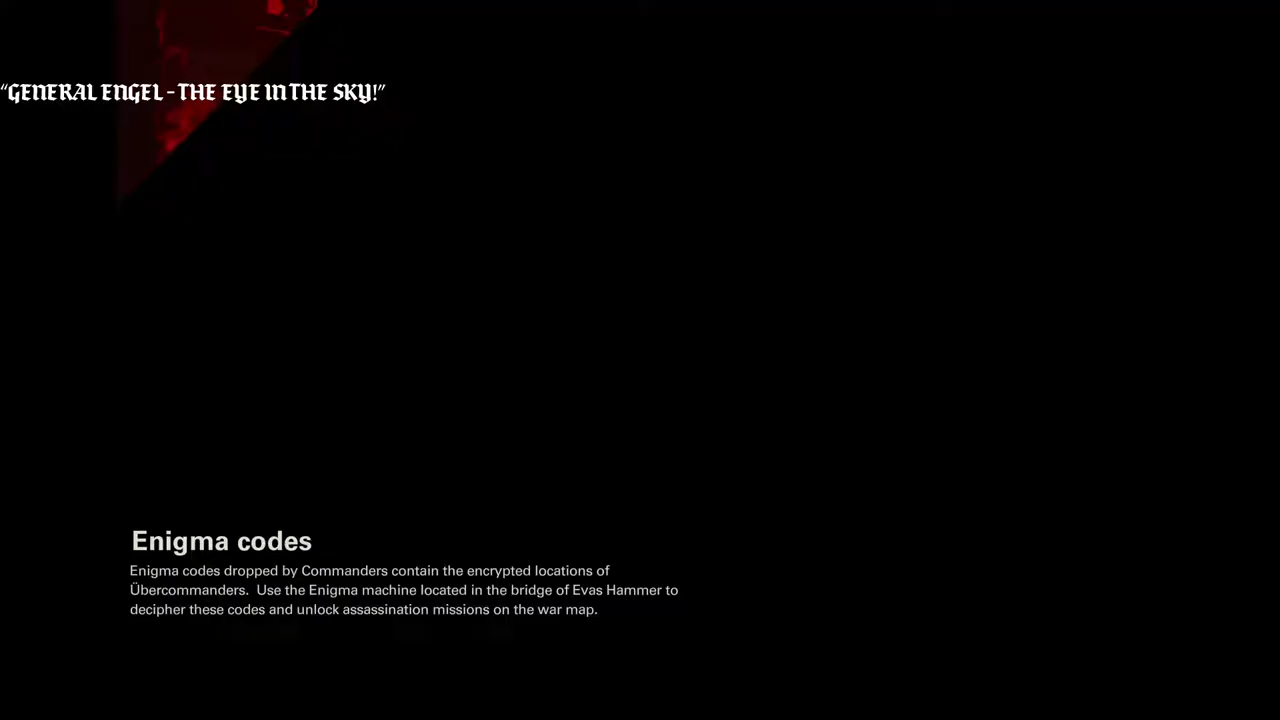 “GENERAL ENGEL - THE EYE IN THE SKY!”
Enigma codes
Enigma codes dropped by Commanders contain the encrypted locations of
Übercommanders.  Use the Enigma machine located in the bridge of Evas Hammer to
decipher these codes and unlock assassination missions on the war map.